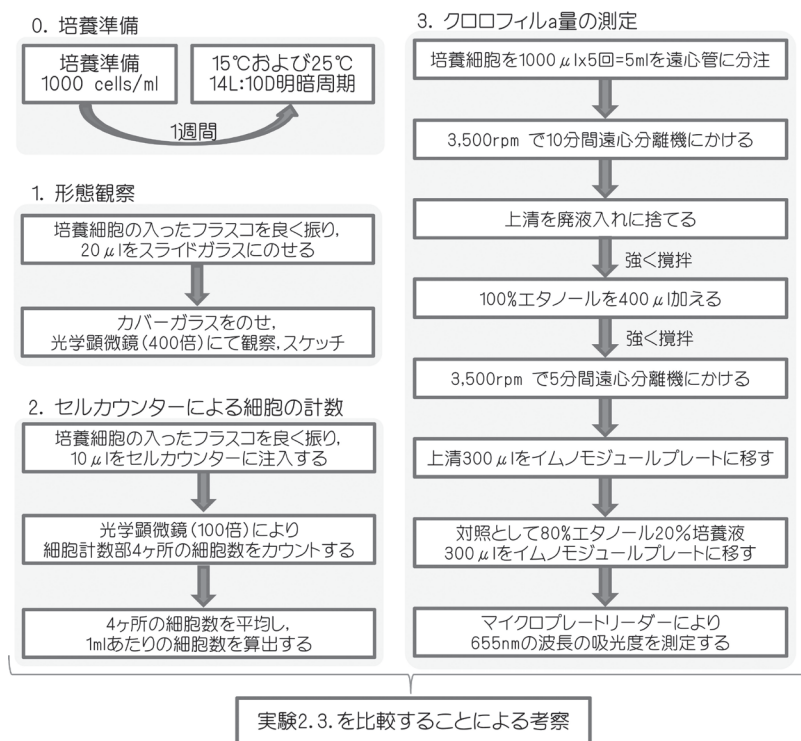 0. 培養準備
培養準備
1000 cells/ml
15℃および25℃
14L:10D明暗周期
1週間
1. 形態観察
培養細胞の入ったフラスコを良く振り，
20μlをスライドガラスにのせる
カバーガラスをのせ，
光学顕微鏡(400倍)にて観察，スケッチ
2. セルカウンターによる細胞の計数
培養細胞の入ったフラスコを良く振り，
10μlをセルカウンターに注入する
光学顕微鏡(100倍)により
細胞計数部4ヶ所の細胞数をカウントする
4ヶ所の細胞数を平均し，
1mlあたりの細胞数を算出する
3. クロロフィルa量の測定
培養細胞を1000μlx5回=5mlを遠心管に分注
3,500rpm で10分間遠心分離機にかける
上清を廃液入れに捨てる
強く撹拌
100%エタノールを400μl加える
強く撹拌
3,500rpm で5分間遠心分離機にかける
上清300μlをイムノモジュールプレートに移す
対照として80%エタノール20%培養液
300μlをイムノモジュールプレートに移す
マイクロプレートリーダーにより
655nmの波長の吸光度を測定する
実験2.3.を比較することによる考察